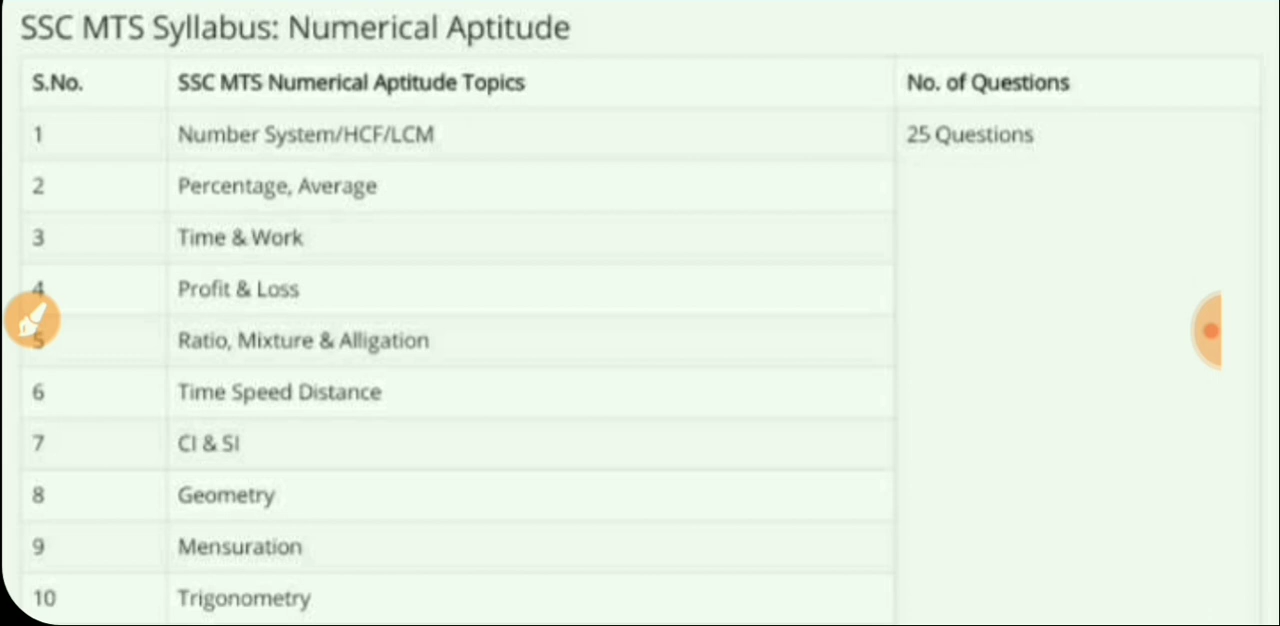 SSC MTS Syllabus: Numerical Aptitude
S.No. SSC MTS Numerical Aptitude Topics No. of Questions
1 Number System/HCF/LCM 25 Questions
2 Percentage, Average
3 Time & Work
4 Profit & Loss
5 Ratio, Mixture & Alligation
6 Time Speed Distance
7 CI & SI
8 Geometry
9 Mensuration
10 Trigonometry